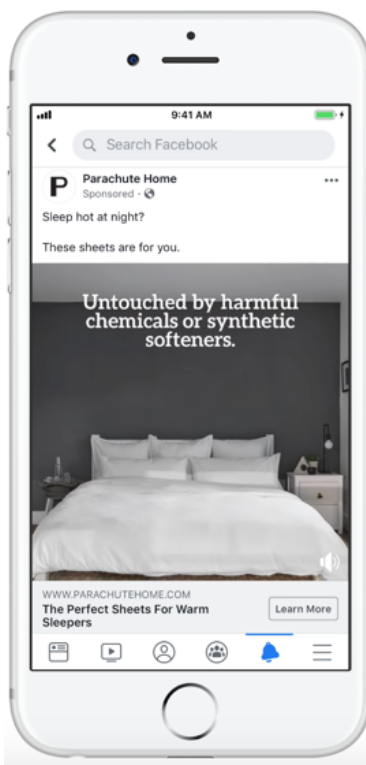 9:41 AM
Search Facebook
P
Parachute Home
Sponsored ·
Sleep hot at night?
These sheets are for you.
Untouched by harmful
chemicals or synthetic
softeners.
WWW.PARACHUTEHOME.COM
The Perfect Sheets For Warm
Sleepers
Learn More